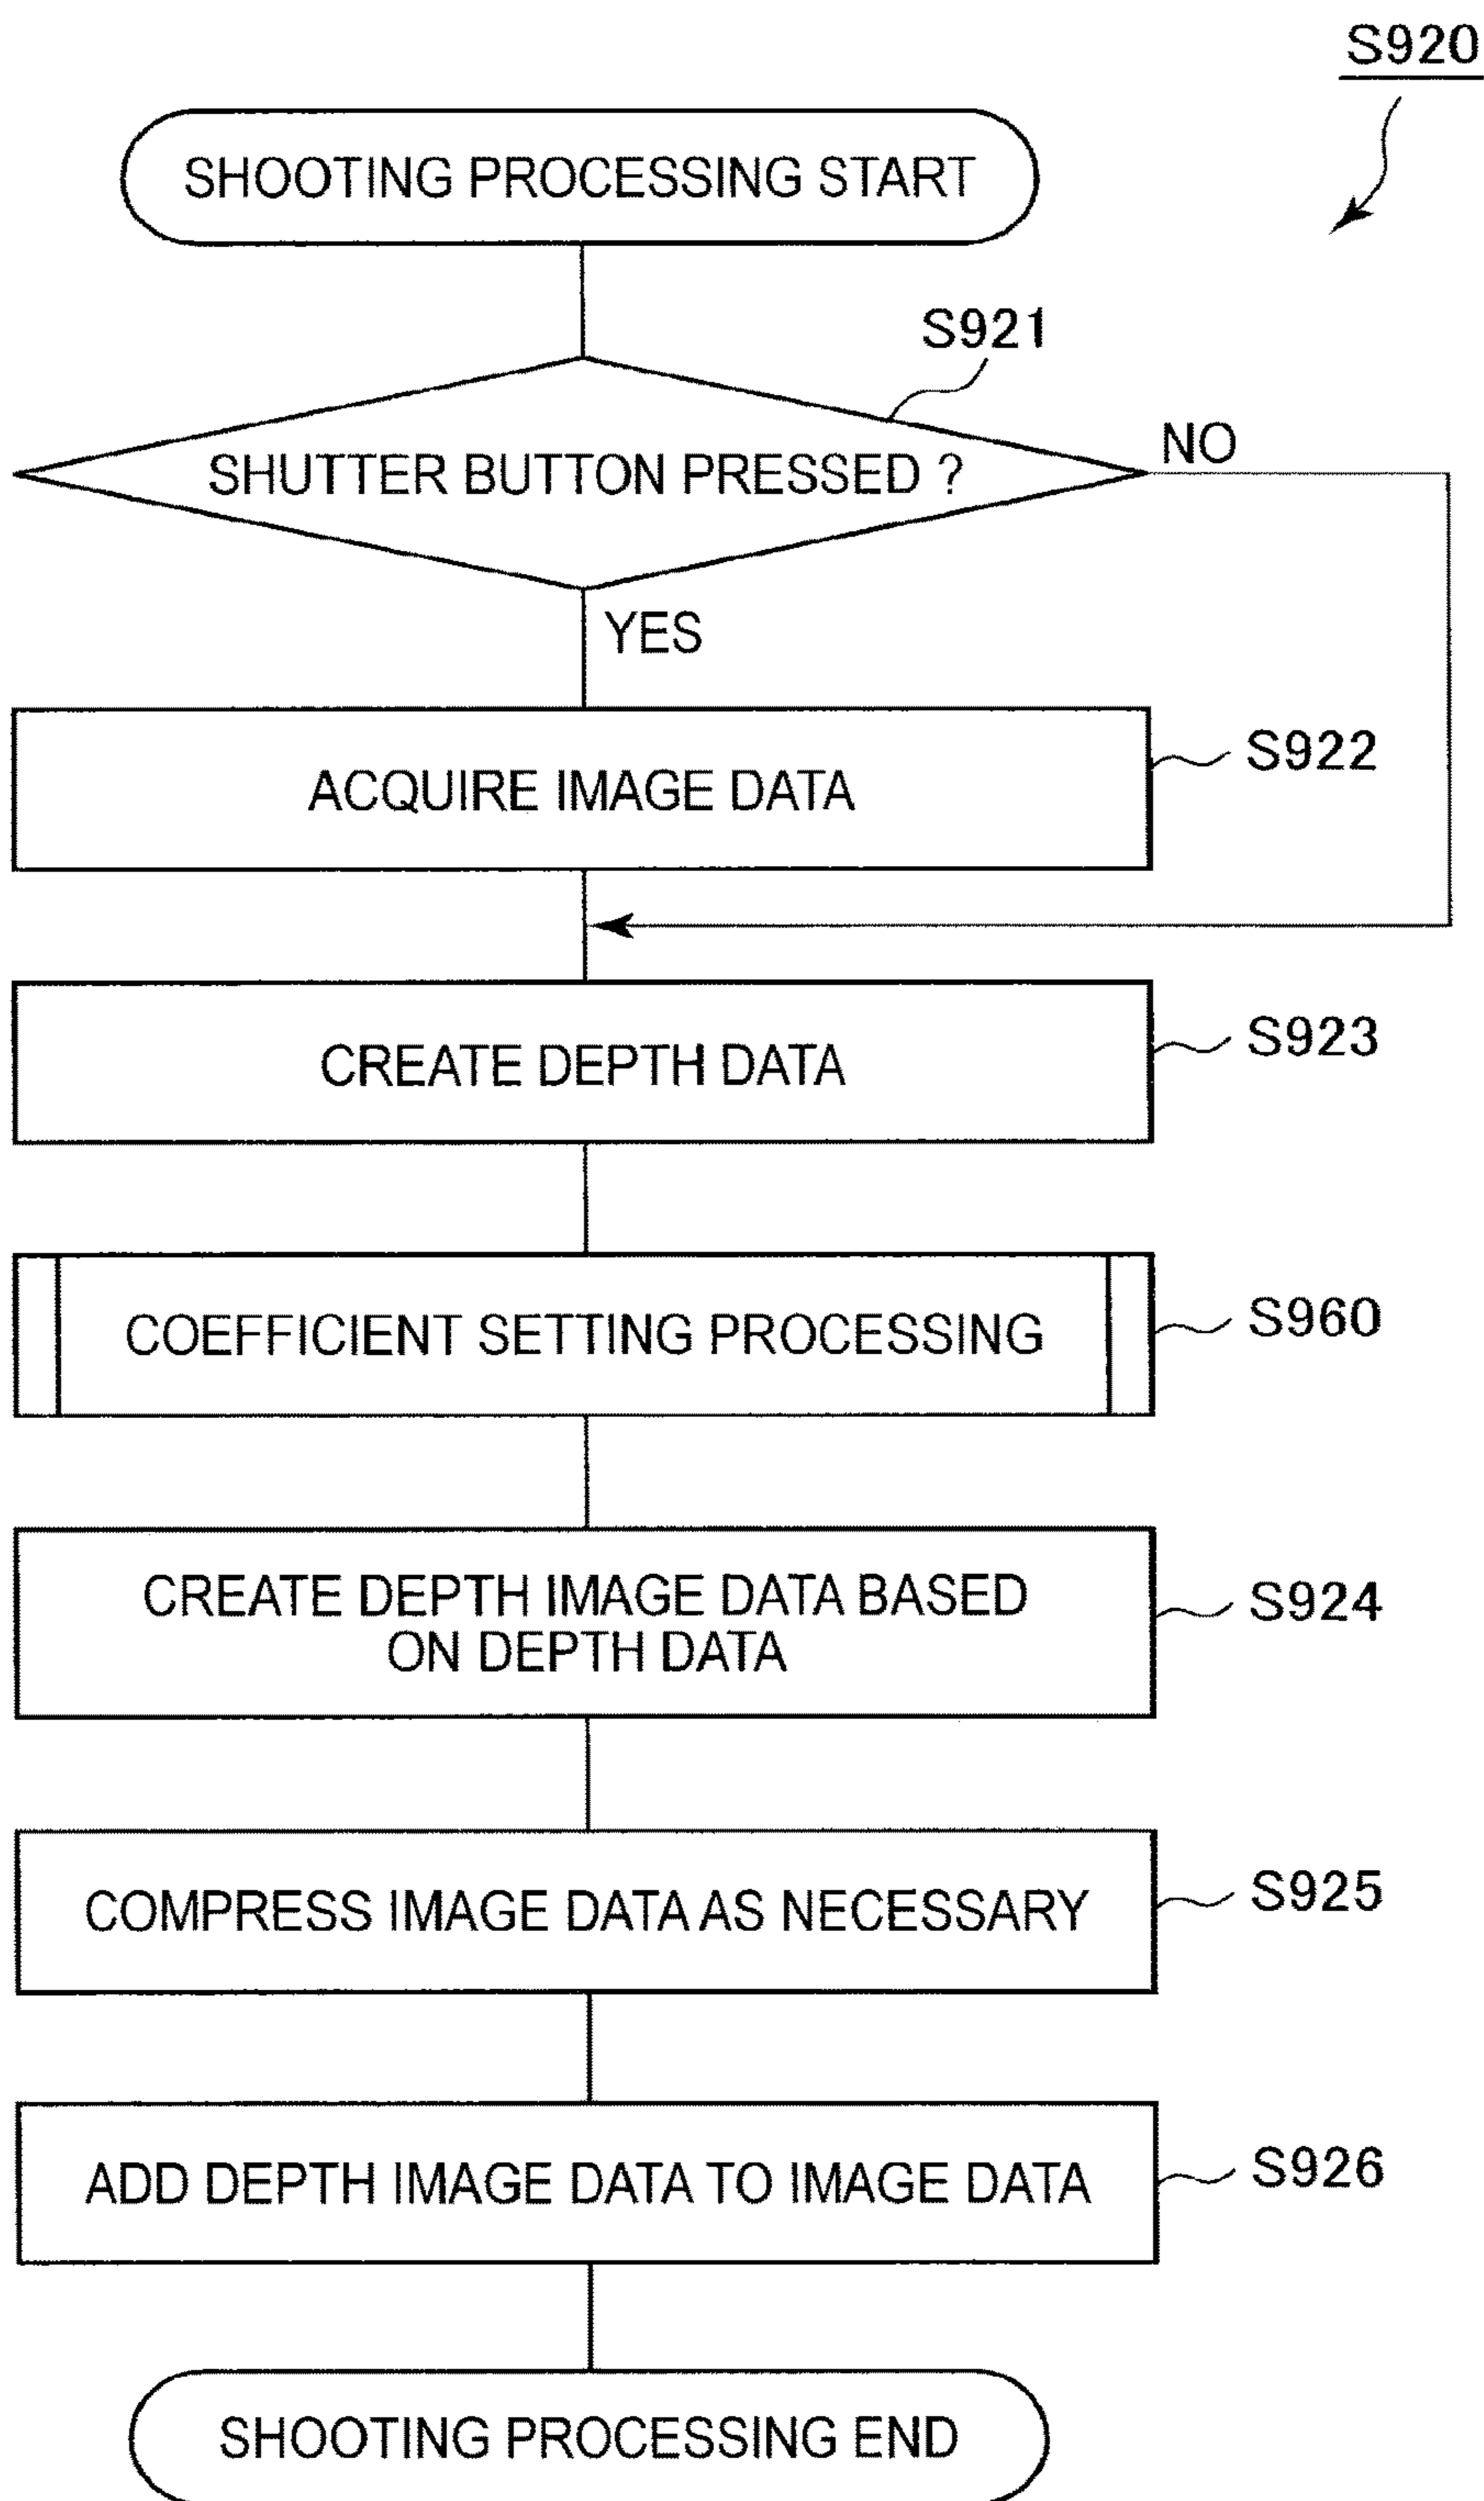 S920
SHOOTING PROCESSING START
S921
SHUTTER BUTTON PRESSED ?
NO
YES
ACQUIRE IMAGE DATA
S922
CREATE DEPTH DATA
S923
COEFFICIENT SETTING PROCESSING
S960
CREATE DEPTH IMAGE DATA BASED
ON DEPTH DATA
S924
COMPRESS IMAGE DATA AS NECESSARY
S925
ADD DEPTH IMAGE DATA TO IMAGE DATA
S926
SHOOTING PROCESSING END